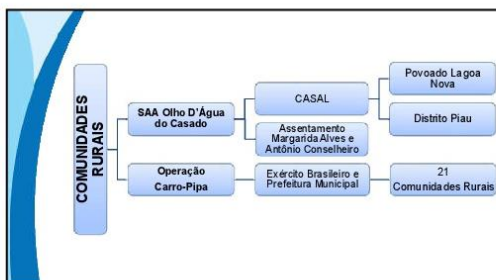 COMUNIDADES
RURAIS
SAA Olho D'Água
do Casado
CASAL
Povoado Lagoa
Nova
Distrito Piau
Assentamento
Margarida Alves e
Antônio Conselheiro
Operação
Carro-Pipa
Exército Brasileiro e
Prefeitura Municipal
21
Comunidades Rurais